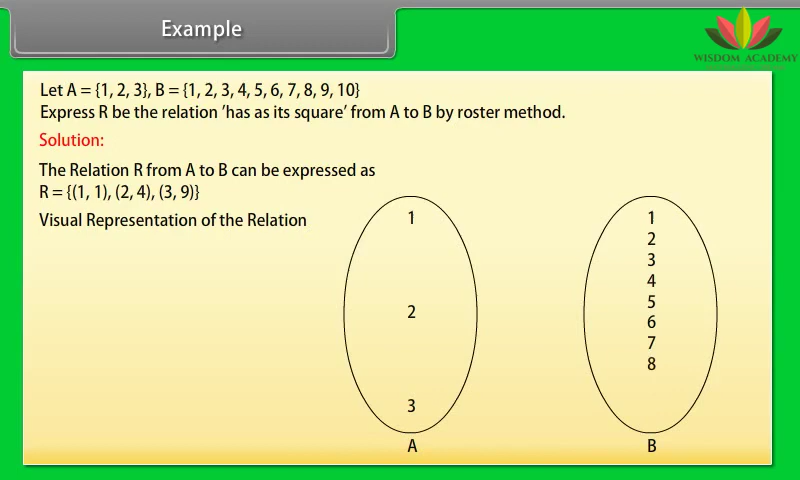 Example
WISDOM ACADEMY
Let A = {1, 2, 3}, B = {1, 2, 3, 4, 5, 6, 7, 8, 9, 10}
Express R be the relation ‘has as its square’ from A to B by roster method.
Solution:
The Relation R from A to B can be expressed as
R = {(1, 1), (2, 4), (3, 9)}
Visual Representation of the Relation
1
2
3
A
1
2
3
4
5
6
7
8
B